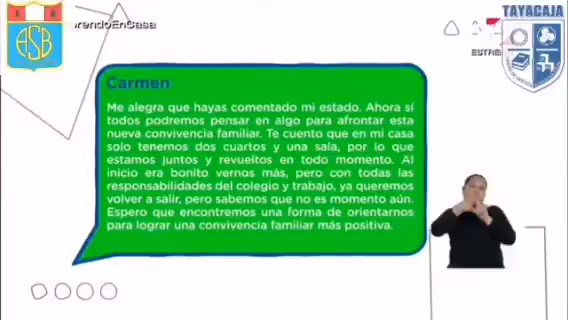 ASB
rendoEnCasa
TAYACAJA
ESTRE
Carmen
Me alegra que hayas comentado mi estado. Ahora sí
todos podremos pensar en algo para afrontar esta
nueva convivencia familiar. Te cuento que en mi casa
solo tenemos dos cuartos y una sala, por lo que
estamos juntos y revueltos en todo momento. Al
inicio era bonito vernos más, pero con todas las
responsabilidades del colegio y trabajo, ya queremos
volver a salir, pero sabemos que no es momento aún.
Espero que encontremos una forma de orientarnos
para lograr una convivencia familiar más positiva.